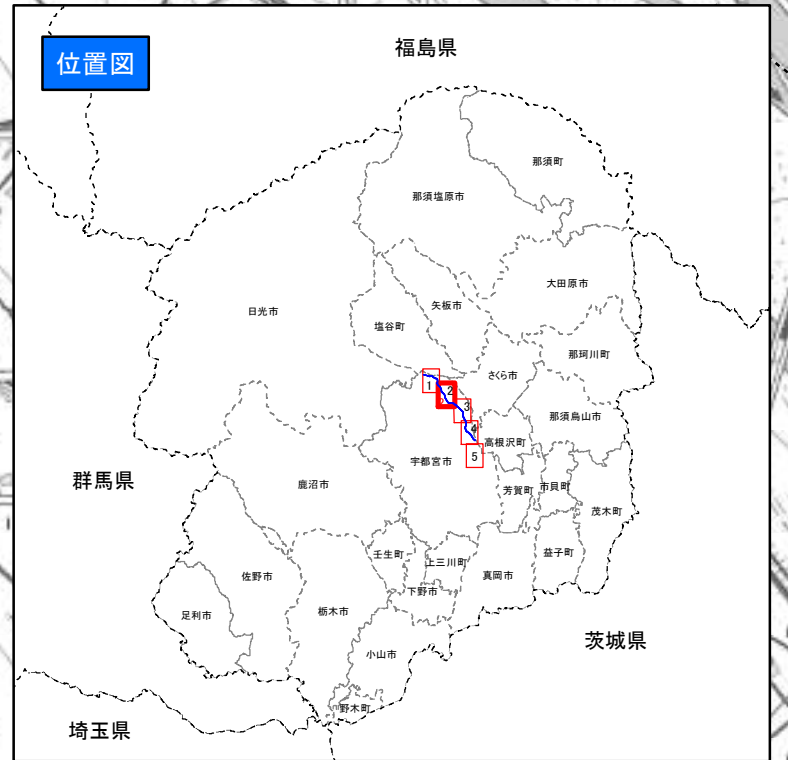 福島県
位置図
那須町
那須塩原市
大田原市
日光市
矢板市
塩谷町
那珂川町
さくら市
1
2
3
那須烏山市
4
高根沢町
宇都宮市
5
群馬県
鹿沼市
芳賀町
市貝町
茂木町
壬生町
上三川町
益子町
佐野市
真岡市
下野市
足利市
栃木市
茨城県
小山市
野木町
埼玉県